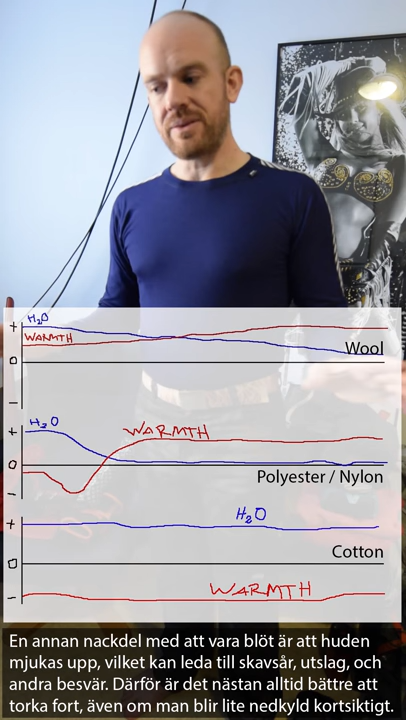 H2O
+
WARMTH
Wool
0
-
H2O
+
WARMTH
0
Polyester / Nylon
-
+
H2O
0
Cotton
-
WARMTH
En annan nackdel med att vara blöt är att huden
mjukas upp, vilket kan leda till skavsår, utslag, och
andra besvär. Därför är det nästan alltid bättre att
torka fort, även om man blir lite nedkyld kortsiktigt.